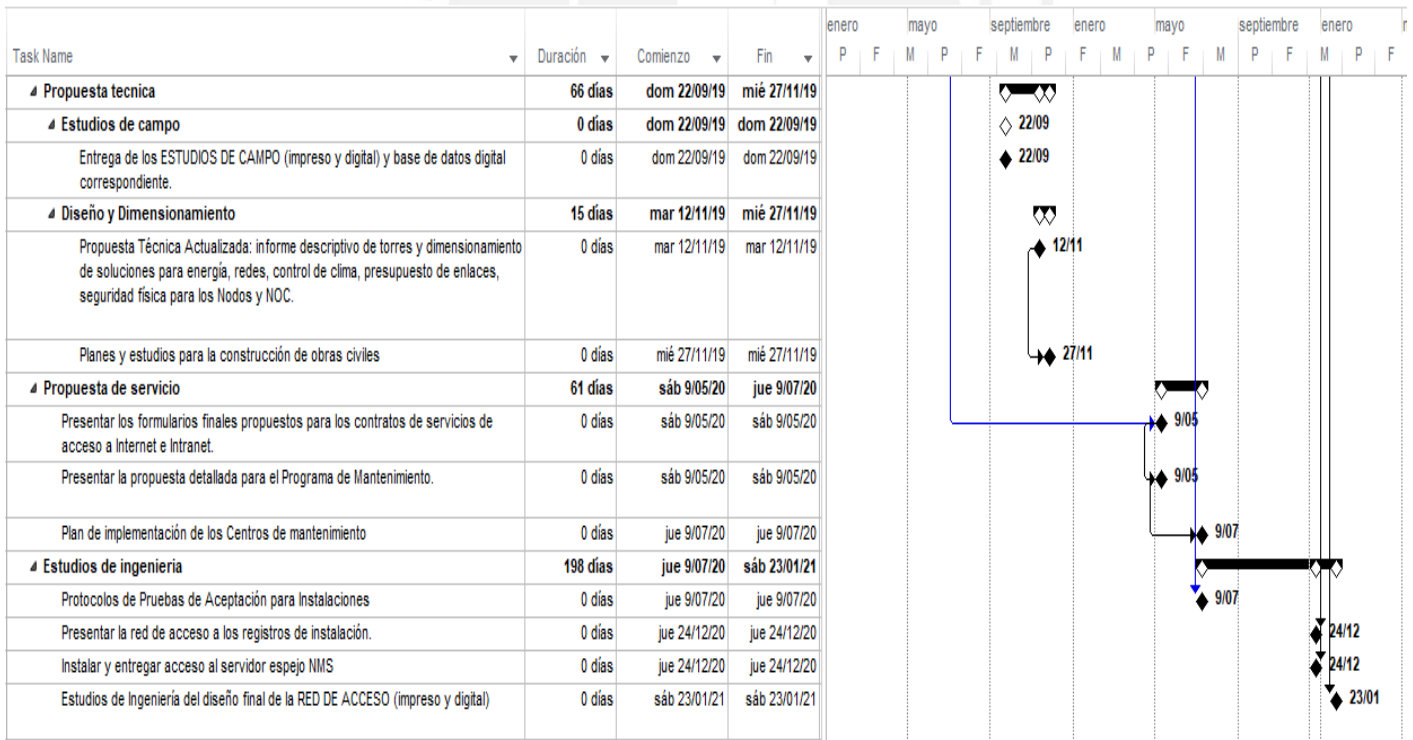 enero mayo septiembre enero mayo septiembre enero
Task Name Duración Comienzo Fin P F M P F M P F M P F M P F M P F
Propuesta tecnica 66 días dom 22/09/19 mié 27/11/19
Estudios de campo 0 días dom 22/09/19 dom 22/09/19 22/09
Entrega de los ESTUDIOS DE CAMPO (impreso y digital) y base de datos digital 0 días dom 22/09/19 dom 22/09/19 22/09
correspondiente.
Diseño y Dimensionamiento 15 días mar 12/11/19 mié 27/11/19
Propuesta Técnica Actualizada: informe descriptivo de torres y dimensionamiento 0 días mar 12/11/19 mar 12/11/19 12/11
de soluciones para energía, redes, control de clima, presupuesto de enlaces,
seguridad física para los Nodos y NOC.
Planes y estudios para la construcción de obras civiles 0 días mié 27/11/19 mié 27/11/19 27/11
Propuesta de servicio 61 días sáb 9/05/20 jue 9/07/20
Presentar los formularios finales propuestos para los contratos de servicios de 0 días sáb 9/05/20 sáb 9/05/20 9/05
acceso a Internet e Intranet.
Presentar la propuesta detallada para el Programa de Mantenimiento. 0 días sáb 9/05/20 sáb 9/05/20 9/05
Plan de implementación de los Centros de mantenimiento 0 días jue 9/07/20 jue 9/07/20 9/07
Estudios de ingenieria 198 días jue 9/07/20 sáb 23/01/21
Protocolos de Pruebas de Aceptación para Instalaciones 0 días jue 9/07/20 jue 9/07/20 9/07
Presentar la red de acceso a los registros de instalación. 0 días jue 24/12/20 jue 24/12/20 24/12
Instalar y entregar acceso al servidor espejo NMS 0 días jue 24/12/20 jue 24/12/20 24/12
Estudios de Ingeniería del diseño final de la RED DE ACCESO (impreso y digital) 0 días sáb 23/01/21 sáb 23/01/21 23/01